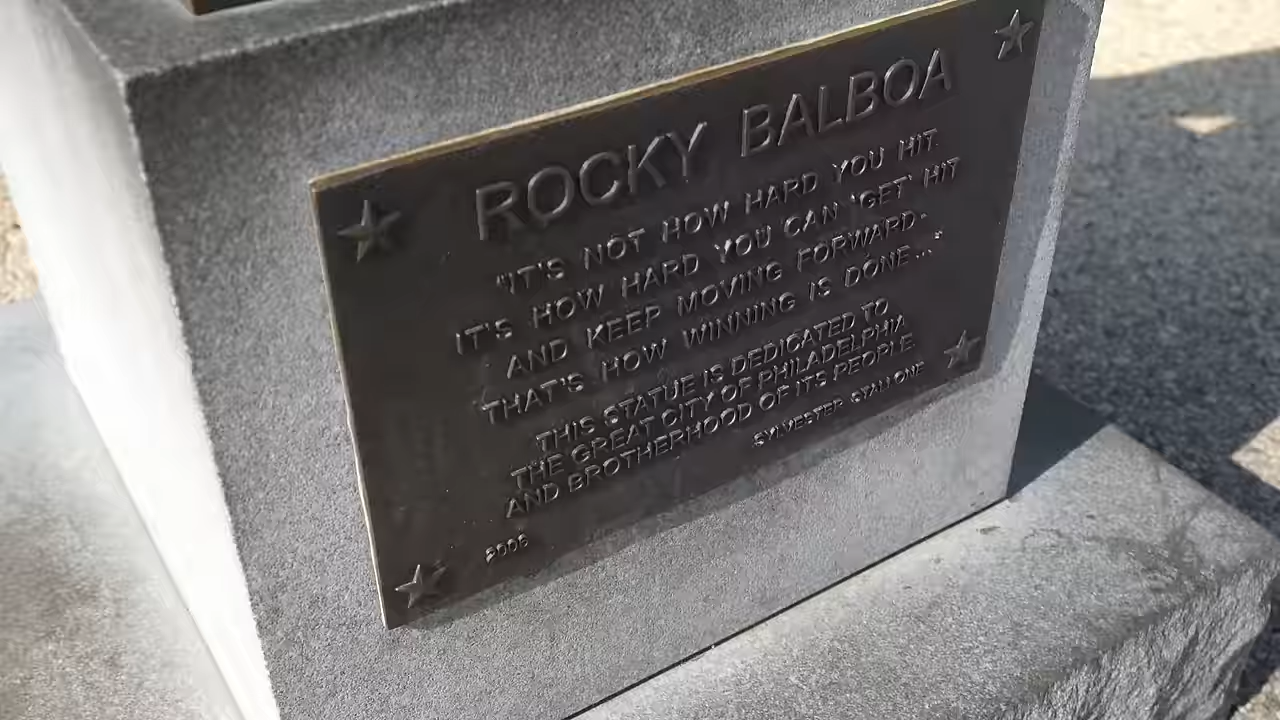 ROCKY BALBOA
"IT'S NOT HOW HARD YOU HIT.
IT'S HOW HARD YOU CAN 'GET' HIT
AND KEEP MOVING FORWARD-
THAT'S HOW WINNING IS DONE..."
THIS STATUE IS DEDICATED TO
THE GREAT CITY OF PHILADELPHIA
AND BROTHERHOOD OF ITS PEOPLE.
SYLVESTER STALLONE
2006